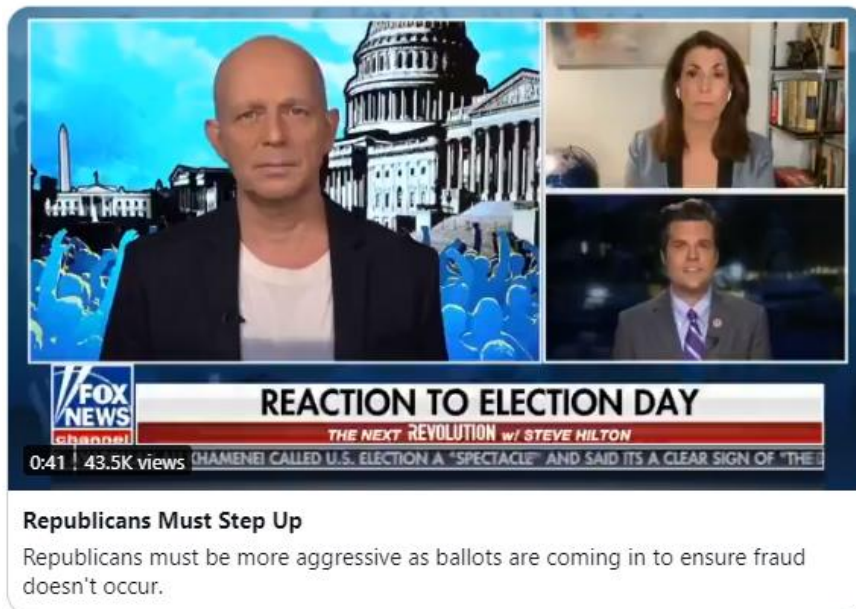 FOX
NEWS
channel
REACTION TO ELECTION DAY
THE NEXT REVOLUTION w/ STEVE HILTON
0:41 43.5K views
KHAMENEI CALLED U.S. ELECTION A "SPECTACLE" AND SAID ITS A CLEAR SIGN OF "THE
Republicans Must Step Up
Republicans must be more aggressive as ballots are coming in to ensure fraud
doesn't occur.